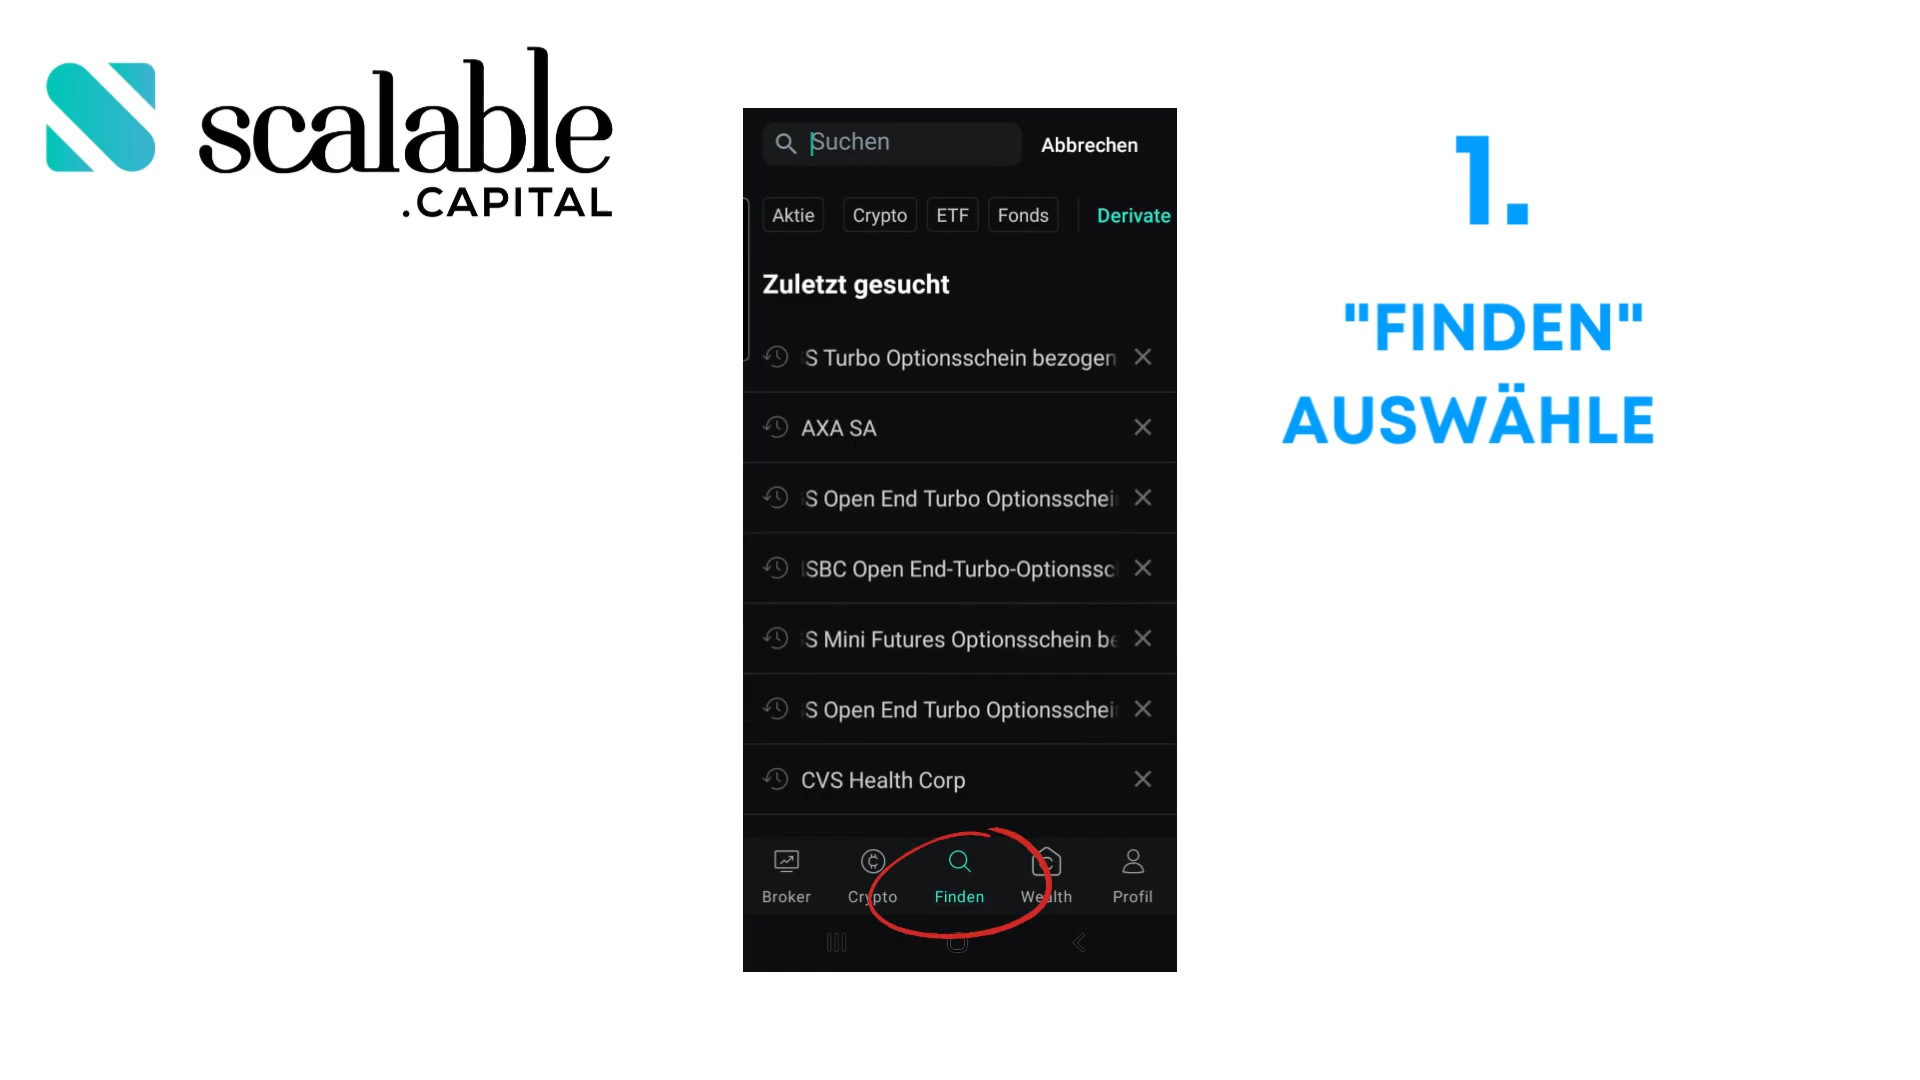 scalable
.CAPITAL
Suchen
Abbrechen
Aktie
Crypto
ETF
Fonds
Derivate
Zuletzt gesucht
S Turbo Optionsschein bezogen
AXA SA
S Open End Turbo Optionsschei
SBC Open End-Turbo-Optionssc
S Mini Futures Optionsschein be
S Open End Turbo Optionsschei
CVS Health Corp
Broker
Crypto
Finden
Wealth
Profil
1.
"FINDEN"
AUSWÄHLE